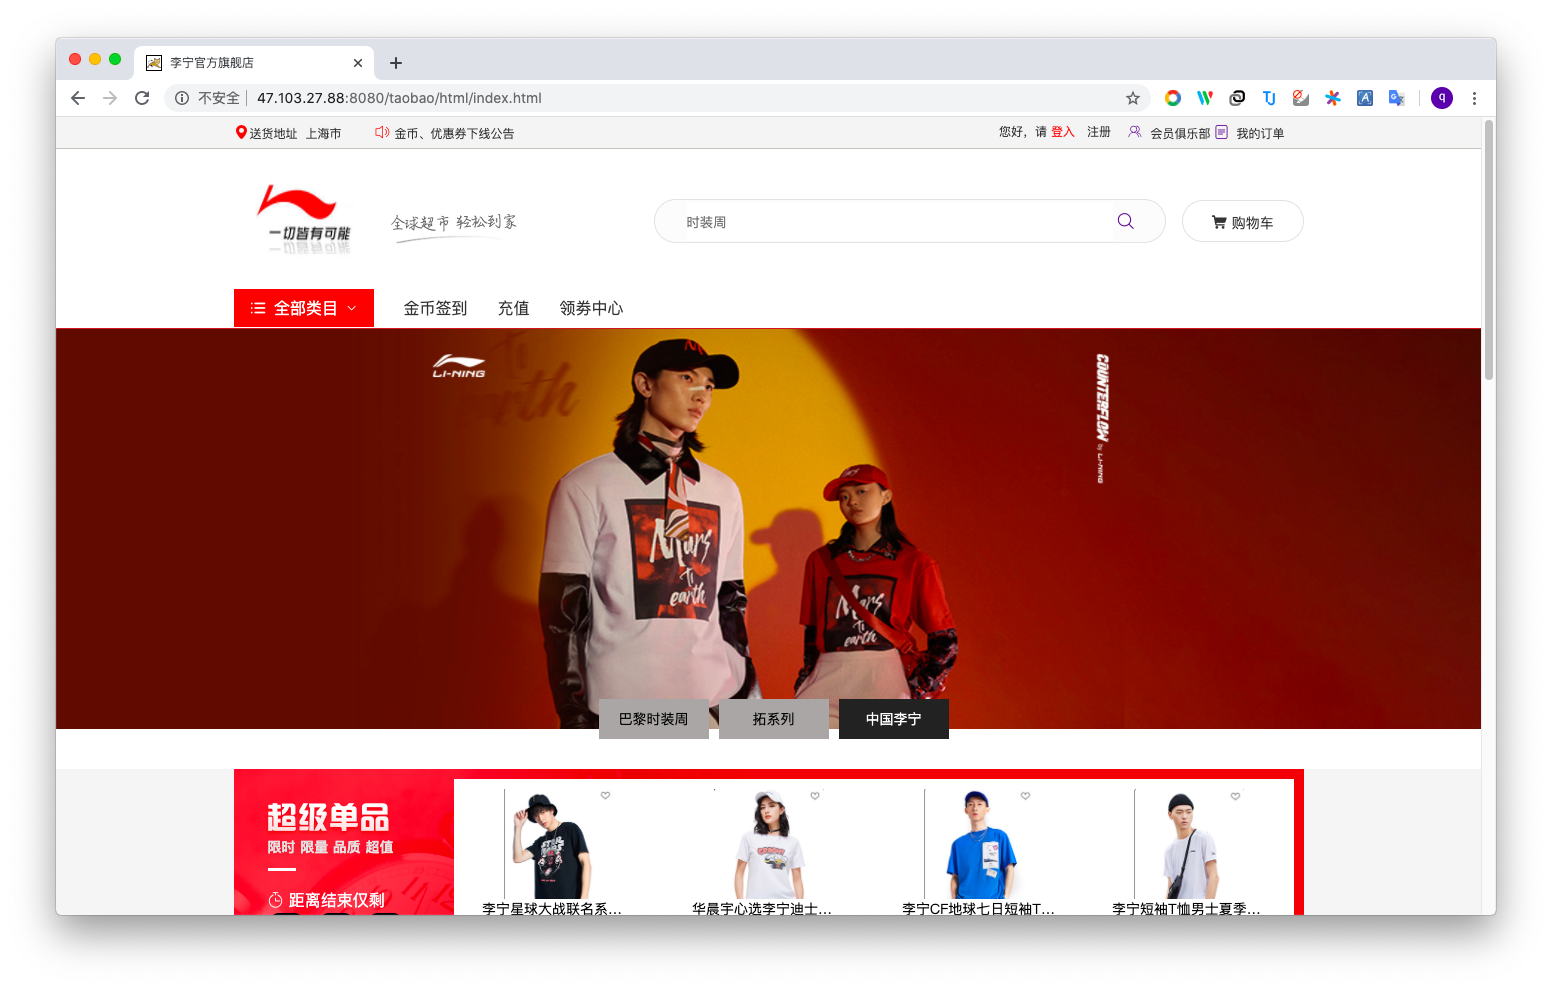 李宁官方旗舰店
不安全 47.103.27.88:8080/taobao/html/index.html
q
送货地址 上海市 金币、优惠券下线公告 您好，请 登入 注册 会员俱乐部 我的订单
一切皆有可能
全球超市 轻松到家
时装周
购物车
全部类目 金币签到 充值 领劵中心
LI-NING
to
earth
COUNTERFLOW by LI-NING
Mars
to
earth
Mars
to
earth
巴黎时装周 拓系列 中国李宁
超级单品
限时 限量 品质 超值
距离结束仅剩
李宁星球大战联名系... 华晨宇心选李宁迪士... 李宁CF地球七日短袖T... 李宁短袖T恤男士夏季...